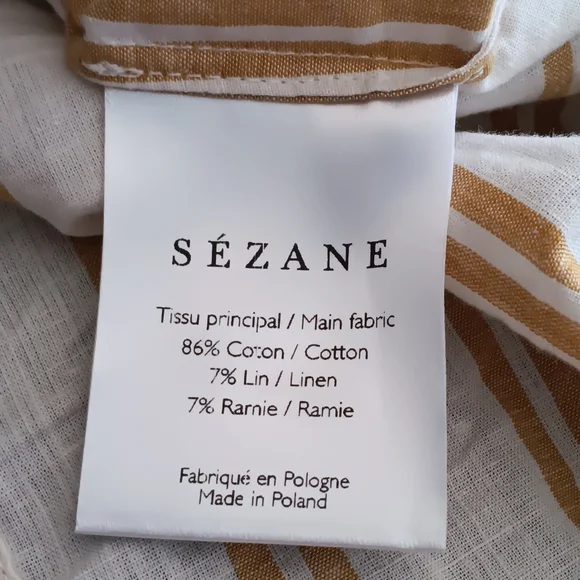 SÉZANE
Tissu principal / Main fabric
86% Coton / Cotton
7% Lin / Linen
7% Ramie / Ramie
Fabriqué en Pologne
Made in Poland